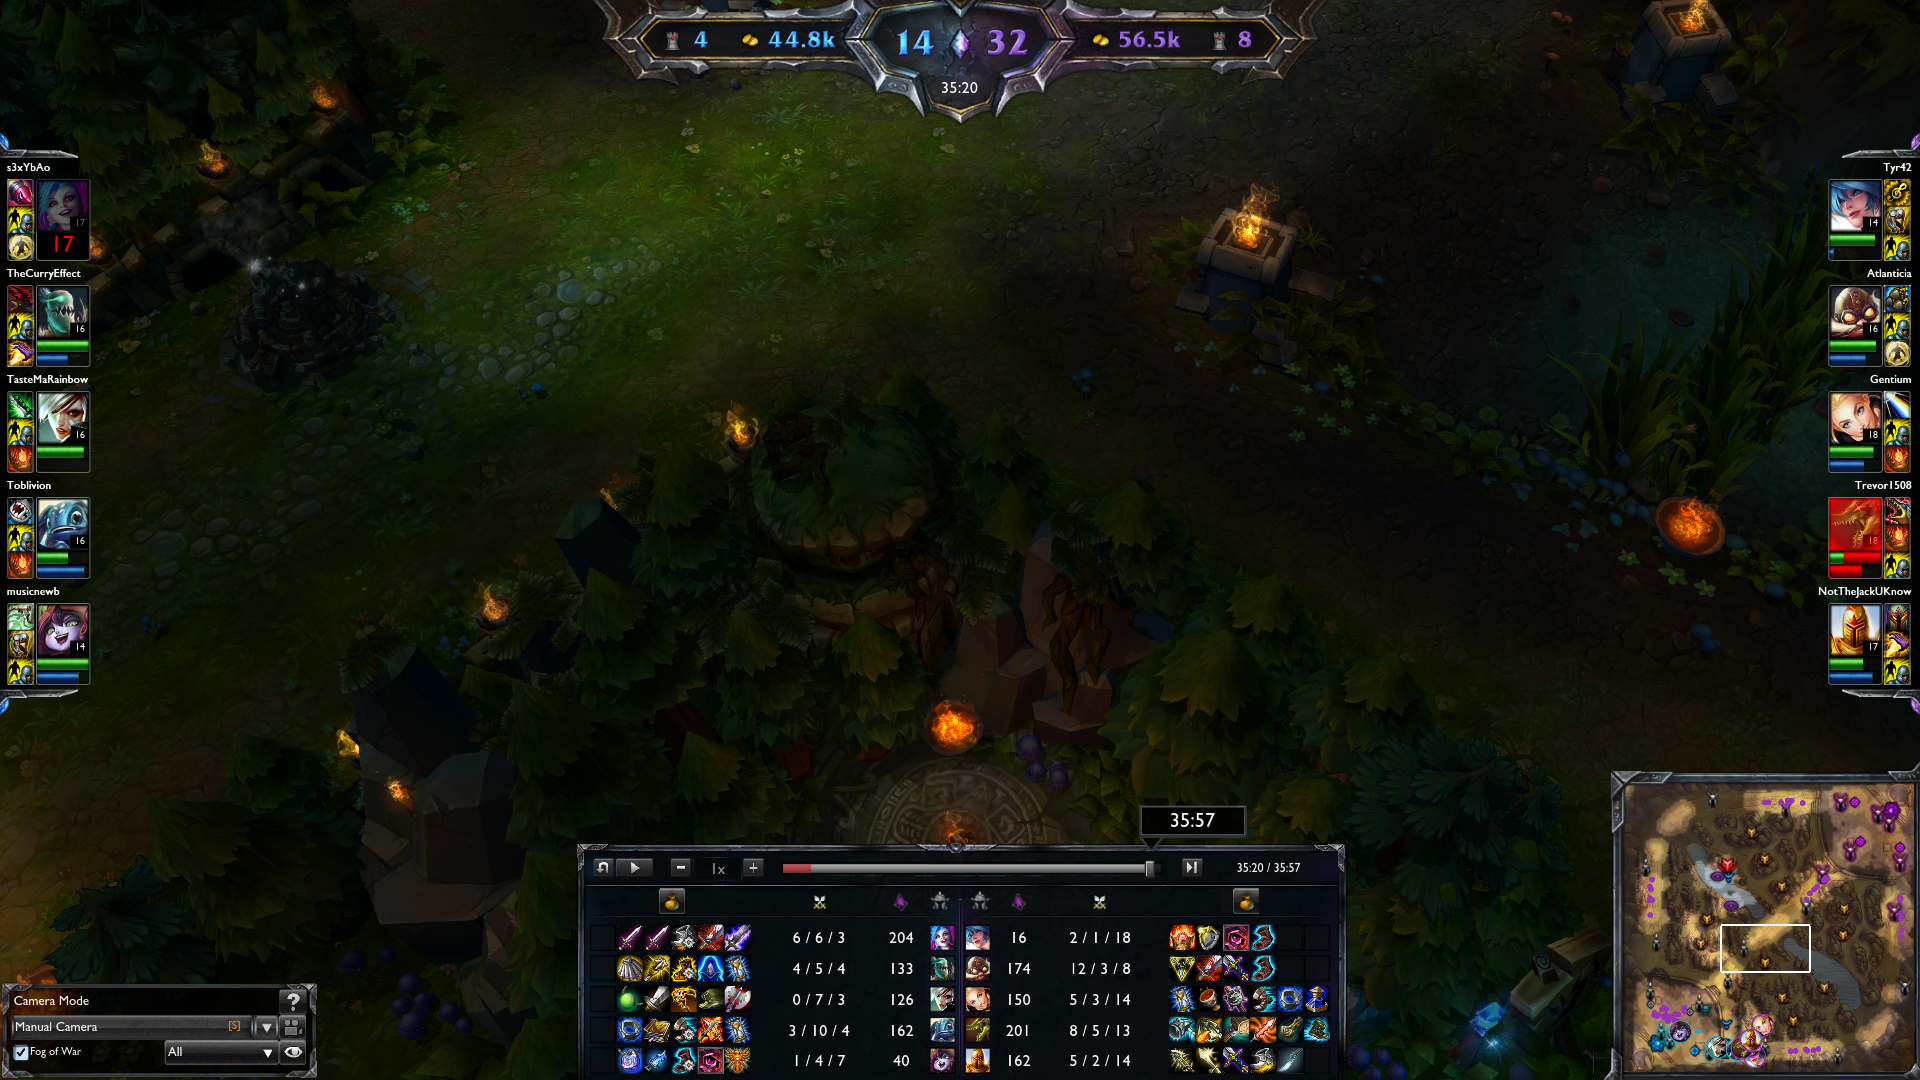 4 44.8k 14 32 56.5k 8
35:20
s3xYbAo
17
17
TheCurryEffect
16
TasteMaRainbow
16
Toblivion
16
musicnewb
14
Tyr42
14
Atlanticia
16
Gentium
18
Trevor1508
18
NotTheJackUKnow
17
35:57
1x 35:20 / 35:57
6 / 6 / 3 204 16 2 / 1 / 18
4 / 5 / 4 133 174 12 / 3 / 8
0 / 7 / 3 126 150 5 / 3 / 14
3 / 10 / 4 162 201 8 / 5 / 13
1 / 4 / 7 40 162 5 / 2 / 14
Camera Mode ?
Manual Camera [S]
Fog of War All